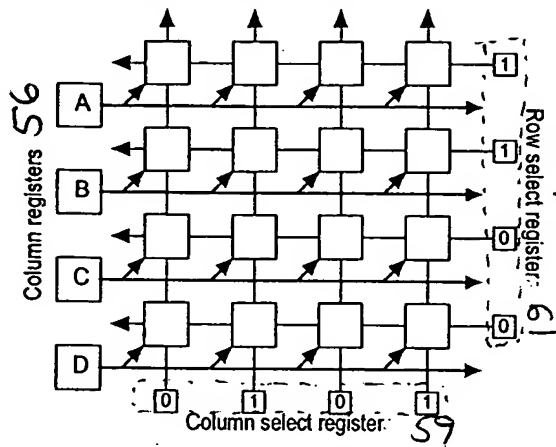 1
A
1
B
0
C
0
D
0 1 0 1
Column registers 56
Row select register: 61
Column select register: 59